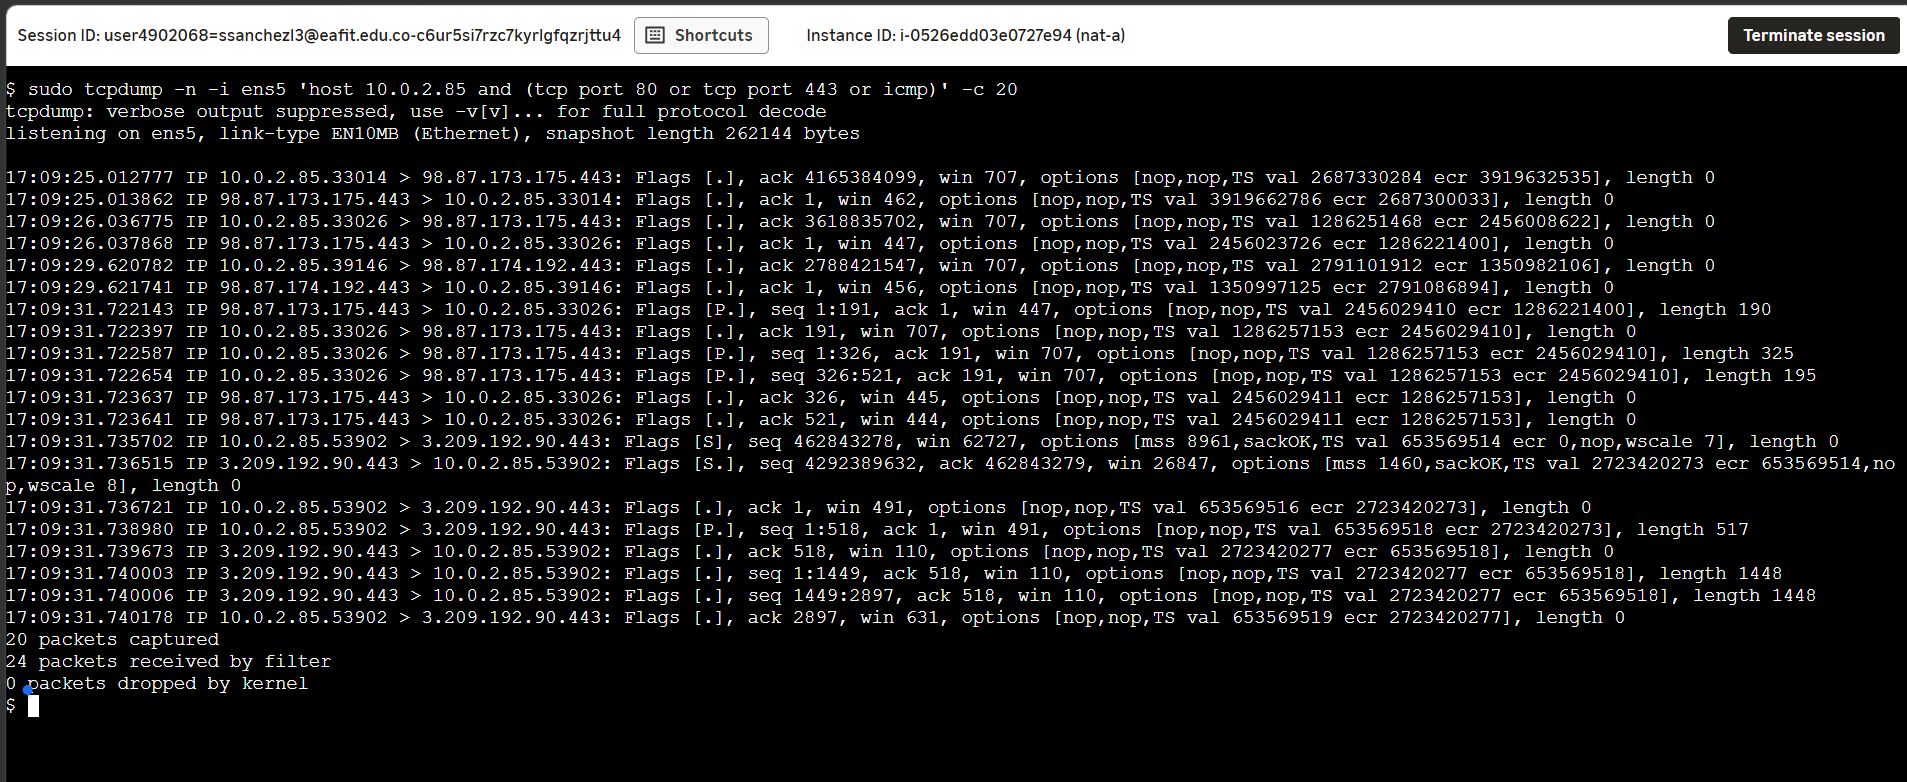 Session ID: user4902068=ssanchezl3@eafit.edu.co-c6ur5si7rzc7kyrlgfqzrjttu4 Shortcuts Instance ID: i-0526edd03e0727e94 (nat-a) Terminate session
$ sudo tcpdump -n -i ens5 'host 10.0.2.85 and (tcp port 80 or tcp port 443 or icmp)' -c 20
tcpdump: verbose output suppressed, use -v[v]... for full protocol decode
listening on ens5, link-type EN10MB (Ethernet), snapshot length 262144 bytes
17:09:25.012777 IP 10.0.2.85.33014 > 98.87.173.175.443: Flags [.], ack 4165384099, win 707, options [nop,nop,TS val 2687330284 ecr 3919632535], length 0
17:09:25.013862 IP 98.87.173.175.443 > 10.0.2.85.33014: Flags [.], ack 1, win 462, options [nop,nop,TS val 3919662786 ecr 2687300033], length 0
17:09:26.036775 IP 10.0.2.85.33026 > 98.87.173.175.443: Flags [.], ack 3618835702, win 707, options [nop,nop,TS val 1286251468 ecr 2456008622], length 0
17:09:26.037868 IP 98.87.173.175.443 > 10.0.2.85.33026: Flags [.], ack 1, win 447, options [nop,nop,TS val 2456023726 ecr 1286221400], length 0
17:09:29.620782 IP 10.0.2.85.39146 > 98.87.174.192.443: Flags [.], ack 2788421547, win 707, options [nop,nop,TS val 2791101912 ecr 1350982106], length 0
17:09:29.621741 IP 98.87.174.192.443 > 10.0.2.85.39146: Flags [.], ack 1, win 456, options [nop,nop,TS val 1350997125 ecr 2791086894], length 0
17:09:31.722143 IP 98.87.173.175.443 > 10.0.2.85.33026: Flags [P.], seq 1:191, ack 1, win 447, options [nop,nop,TS val 2456029410 ecr 1286221400], length 190
17:09:31.722397 IP 10.0.2.85.33026 > 98.87.173.175.443: Flags [.], ack 191, win 707, options [nop,nop,TS val 1286257153 ecr 2456029410], length 0
17:09:31.722587 IP 10.0.2.85.33026 > 98.87.173.175.443: Flags [P.], seq 1:326, ack 191, win 707, options [nop,nop,TS val 1286257153 ecr 2456029410], length 325
17:09:31.722654 IP 10.0.2.85.33026 > 98.87.173.175.443: Flags [P.], seq 326:521, ack 191, win 707, options [nop,nop,TS val 1286257153 ecr 2456029410], length 195
17:09:31.723637 IP 98.87.173.175.443 > 10.0.2.85.33026: Flags [.], ack 326, win 445, options [nop,nop,TS val 2456029411 ecr 1286257153], length 0
17:09:31.723641 IP 98.87.173.175.443 > 10.0.2.85.33026: Flags [.], ack 521, win 444, options [nop,nop,TS val 2456029411 ecr 1286257153], length 0
17:09:31.735702 IP 10.0.2.85.53902 > 3.209.192.90.443: Flags [S], seq 462843278, win 62727, options [mss 8961,sackOK,TS val 653569514 ecr 0,nop,wscale 7], length 0
17:09:31.736515 IP 3.209.192.90.443 > 10.0.2.85.53902: Flags [S.], seq 4292389632, ack 462843279, win 26847, options [mss 1460,sackOK,TS val 2723420273 ecr 653569514,no
p,wscale 8], length 0
17:09:31.736721 IP 10.0.2.85.53902 > 3.209.192.90.443: Flags [.], ack 1, win 491, options [nop,nop,TS val 653569516 ecr 2723420273], length 0
17:09:31.738980 IP 10.0.2.85.53902 > 3.209.192.90.443: Flags [P.], seq 1:518, ack 1, win 491, options [nop,nop,TS val 653569518 ecr 2723420273], length 517
17:09:31.739673 IP 3.209.192.90.443 > 10.0.2.85.53902: Flags [.], ack 518, win 110, options [nop,nop,TS val 2723420277 ecr 653569518], length 0
17:09:31.740003 IP 3.209.192.90.443 > 10.0.2.85.53902: Flags [.], seq 1:1449, ack 518, win 110, options [nop,nop,TS val 2723420277 ecr 653569518], length 1448
17:09:31.740006 IP 3.209.192.90.443 > 10.0.2.85.53902: Flags [.], seq 1449:2897, ack 518, win 110, options [nop,nop,TS val 2723420277 ecr 653569518], length 1448
17:09:31.740178 IP 10.0.2.85.53902 > 3.209.192.90.443: Flags [.], ack 2897, win 631, options [nop,nop,TS val 653569519 ecr 2723420277], length 0
20 packets captured
24 packets received by filter
0 packets dropped by kernel
$